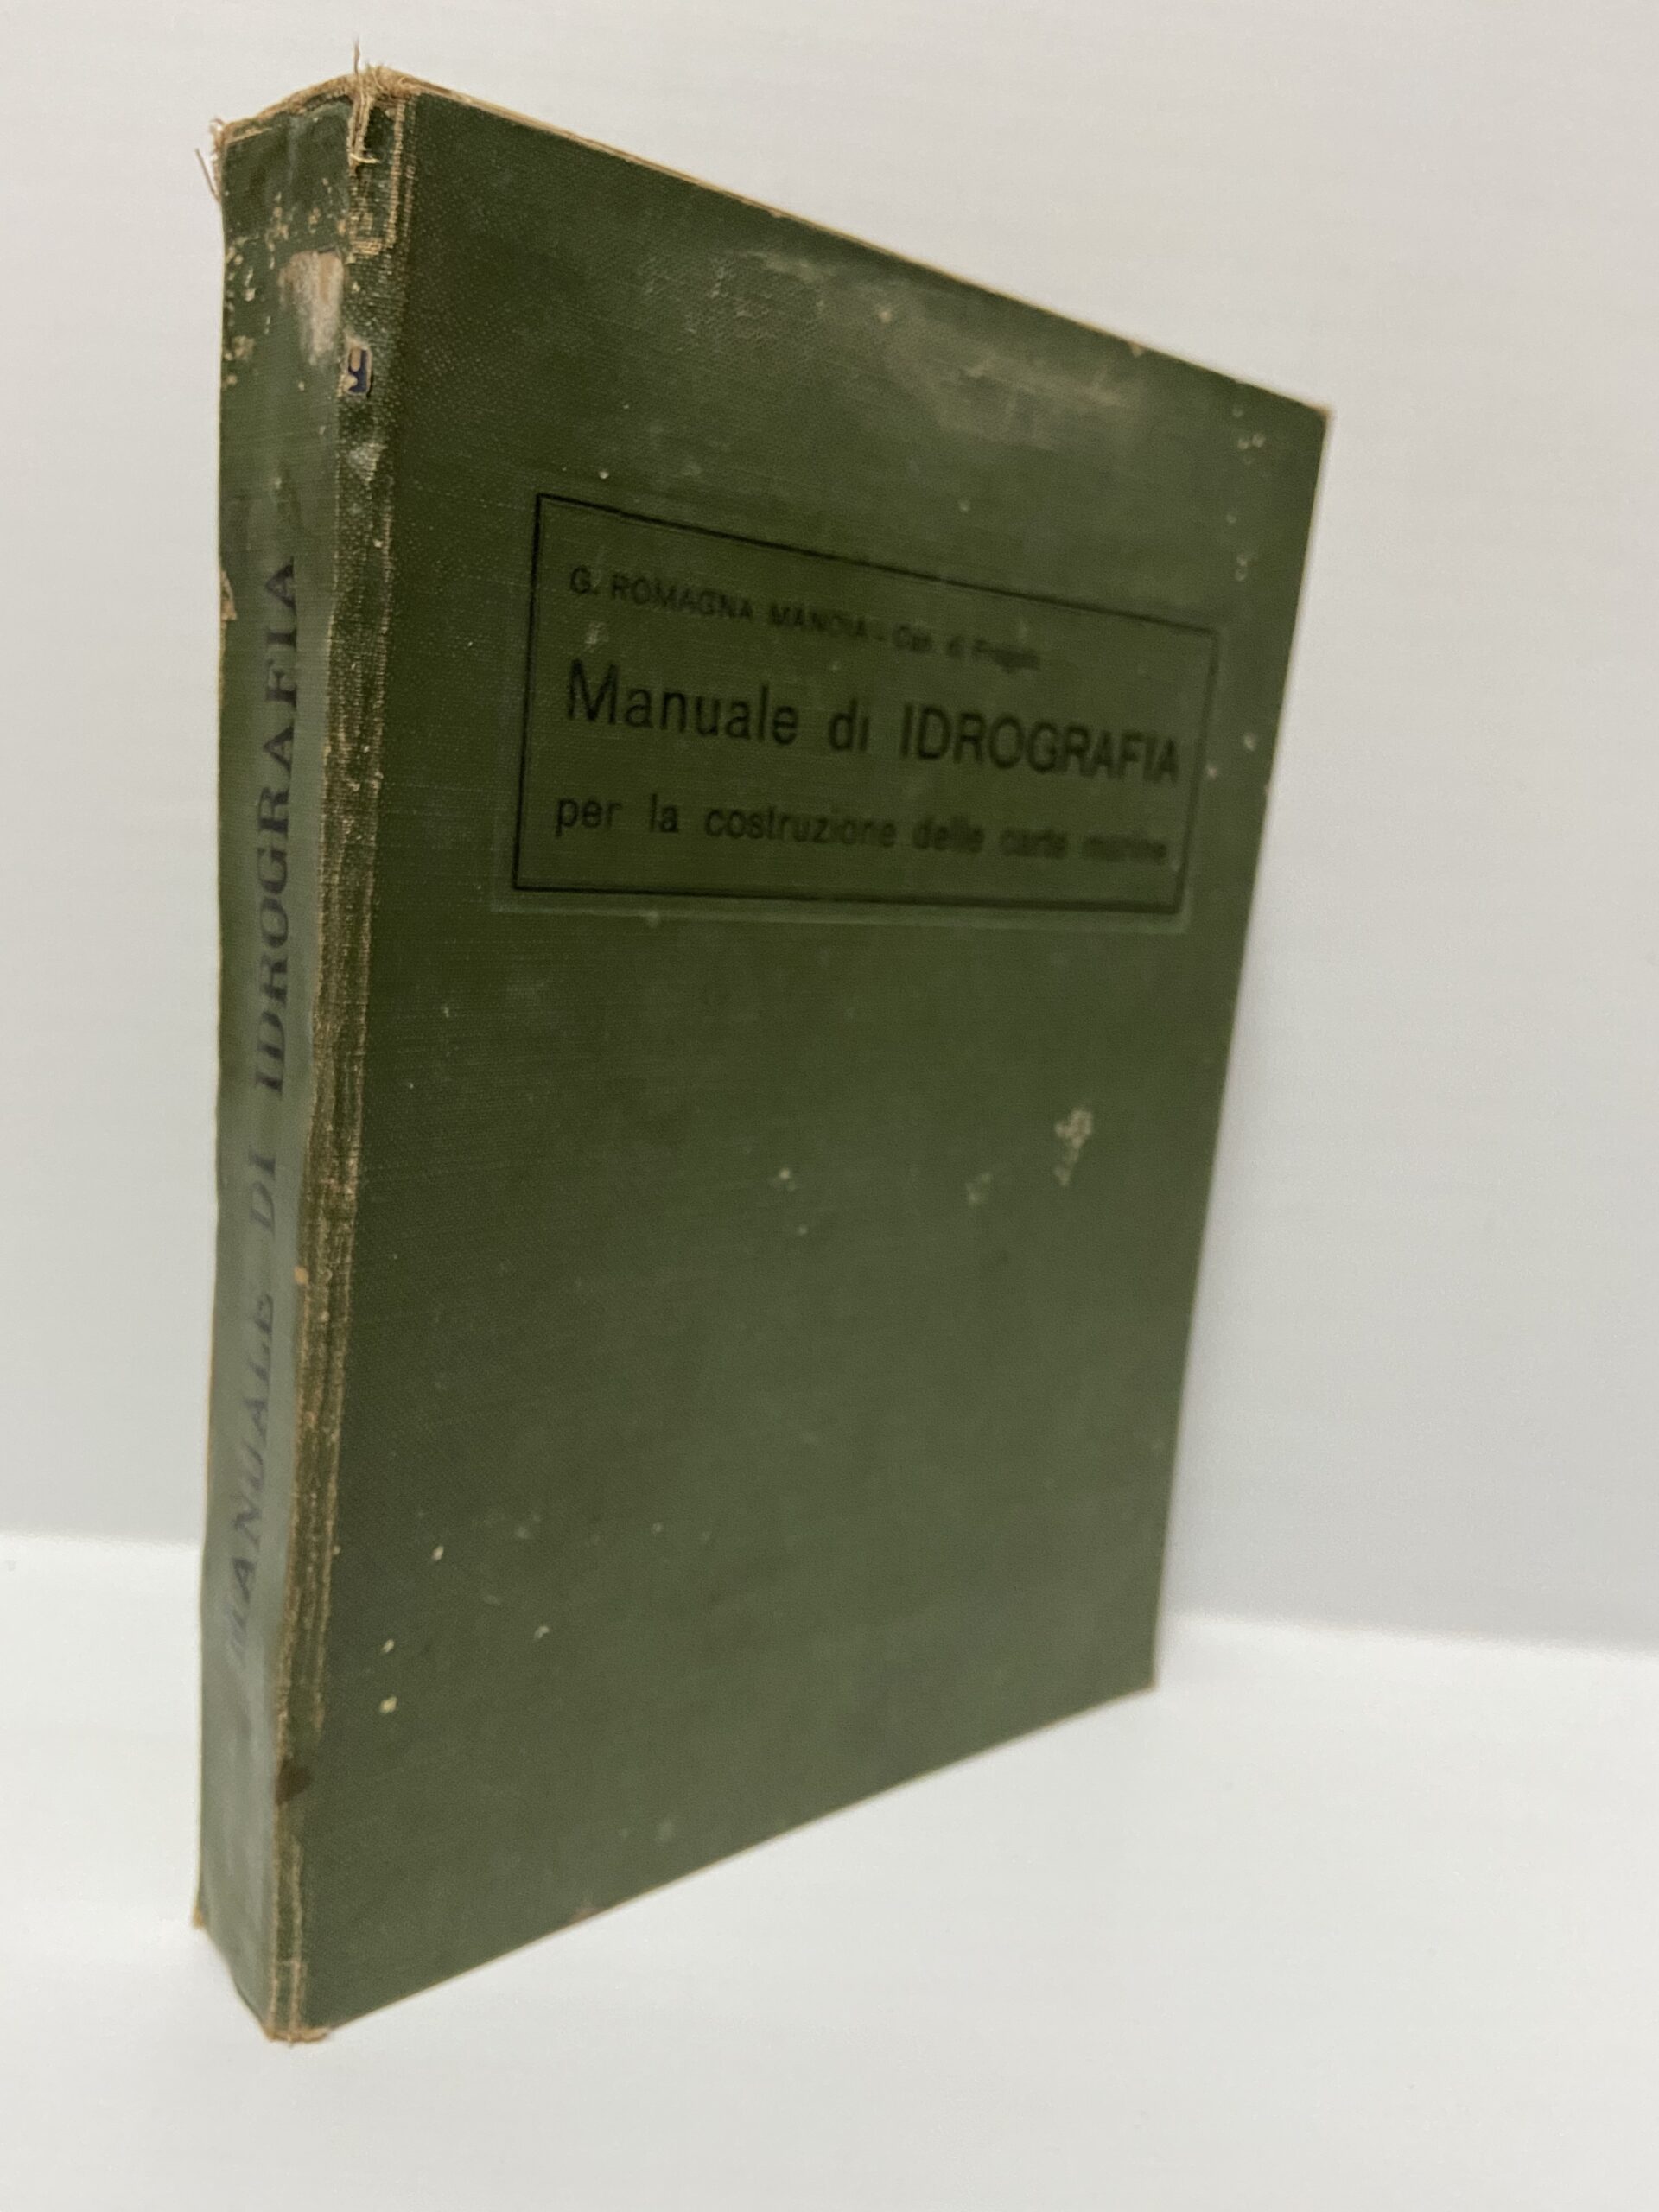 MANUALE DI IDROGRAFIA
G. ROMAGNA MANOIA - Cap. di Fregata
Manuale di IDROGRAFIA
per la costruzione delle carte marine